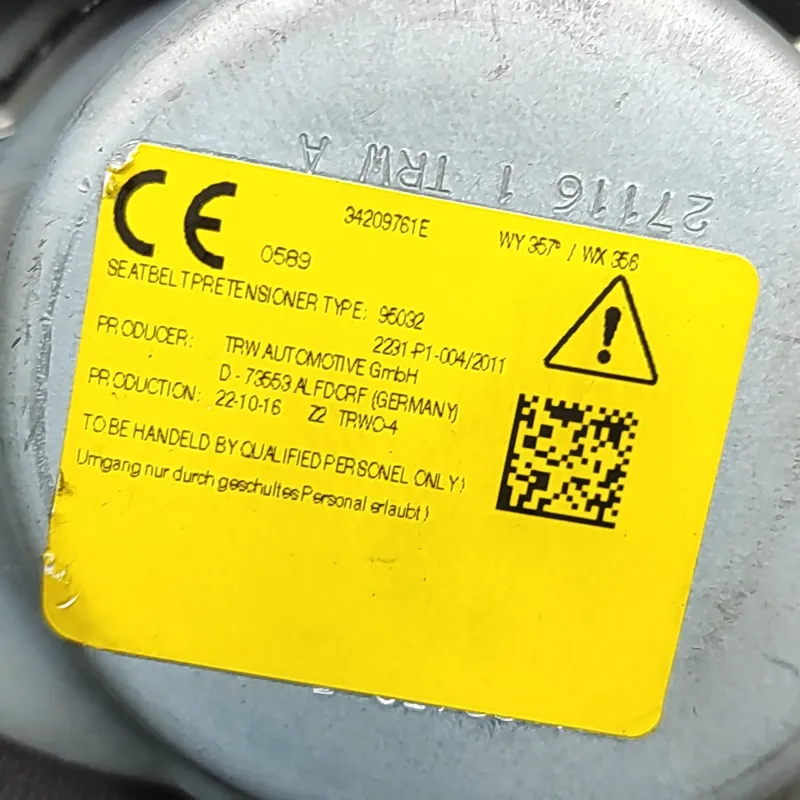 27116 1 TRW A
CE 0589
34209761E
WY 357° / WX 356
SEATBELTPRETENSIONER TYPE: 95032
2231-P1-004/2011
PRODUCER: TRW AUTOMOTIVE GmbH
D - 73553 ALFDORF (GERMANY)
PRODUCTION: 22-10-16 Z2 TRWO-4
TO BE HANDELD BY QUALIFIED PERSONEL ONLY)
Umgang nur durch geschultes Personal erlaubt)